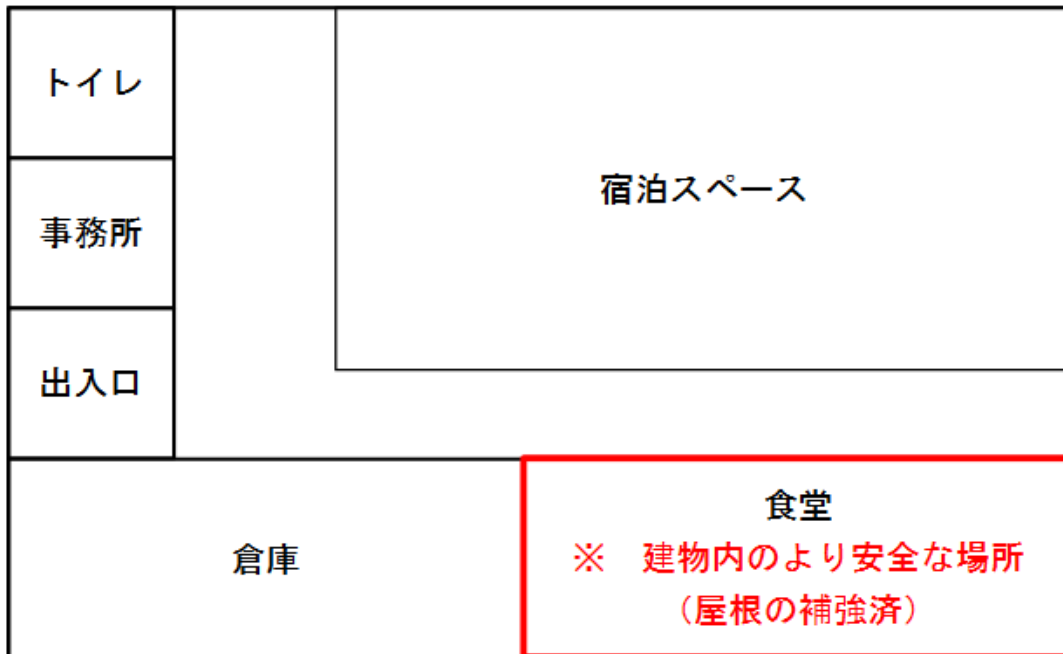 トイレ
宿泊スペース
事務所
出入口
倉庫
食堂
※　建物内のより安全な場所
（屋根の補強済）